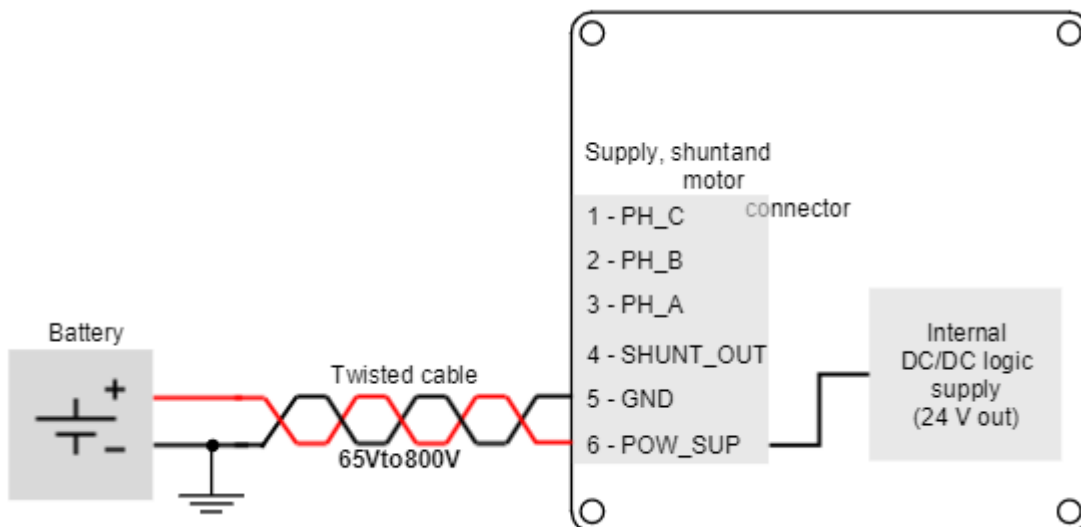 Supply, shuntand
motor
connector
1 - PH_C
2 - PH_B
3 - PH_A
4 - SHUNT_OUT
5 - GND
6 - POW_SUP
Internal
DC/DC logic
supply
(24 V out)
Battery
+
−
Twisted cable
65Vto800V